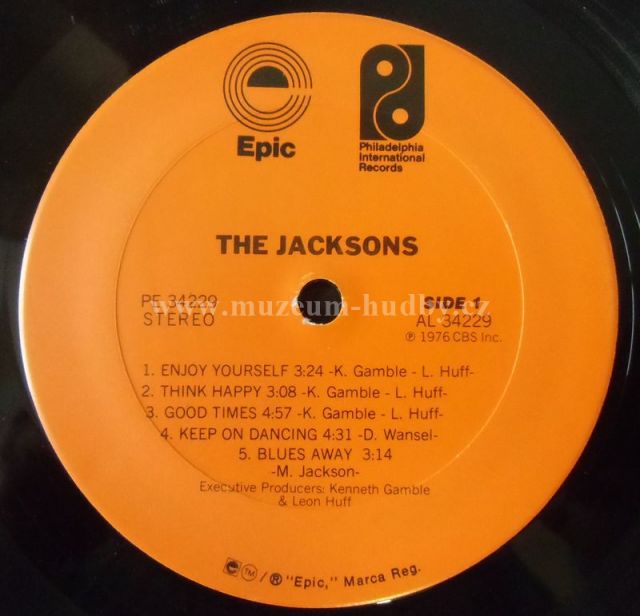 Epic
Philadelphia
International
Records
THE JACKSONS
PE 34229
STEREO
SIDE 1
AL 34229
℗ 1976 CBS Inc.
www.muzeum-hudby.cz
1. ENJOY YOURSELF 3:24 -K. Gamble - L. Huff-
2. THINK HAPPY 3:08 -K. Gamble - L. Huff-
3. GOOD TIMES 4:57 -K. Gamble - L. Huff-
4. KEEP ON DANCING 4:31 -D. Wansel-
5. BLUES AWAY 3:14
-M. Jackson-
Executive Producers: Kenneth Gamble
& Leon Huff
e ™/® "Epic," Marca Reg.